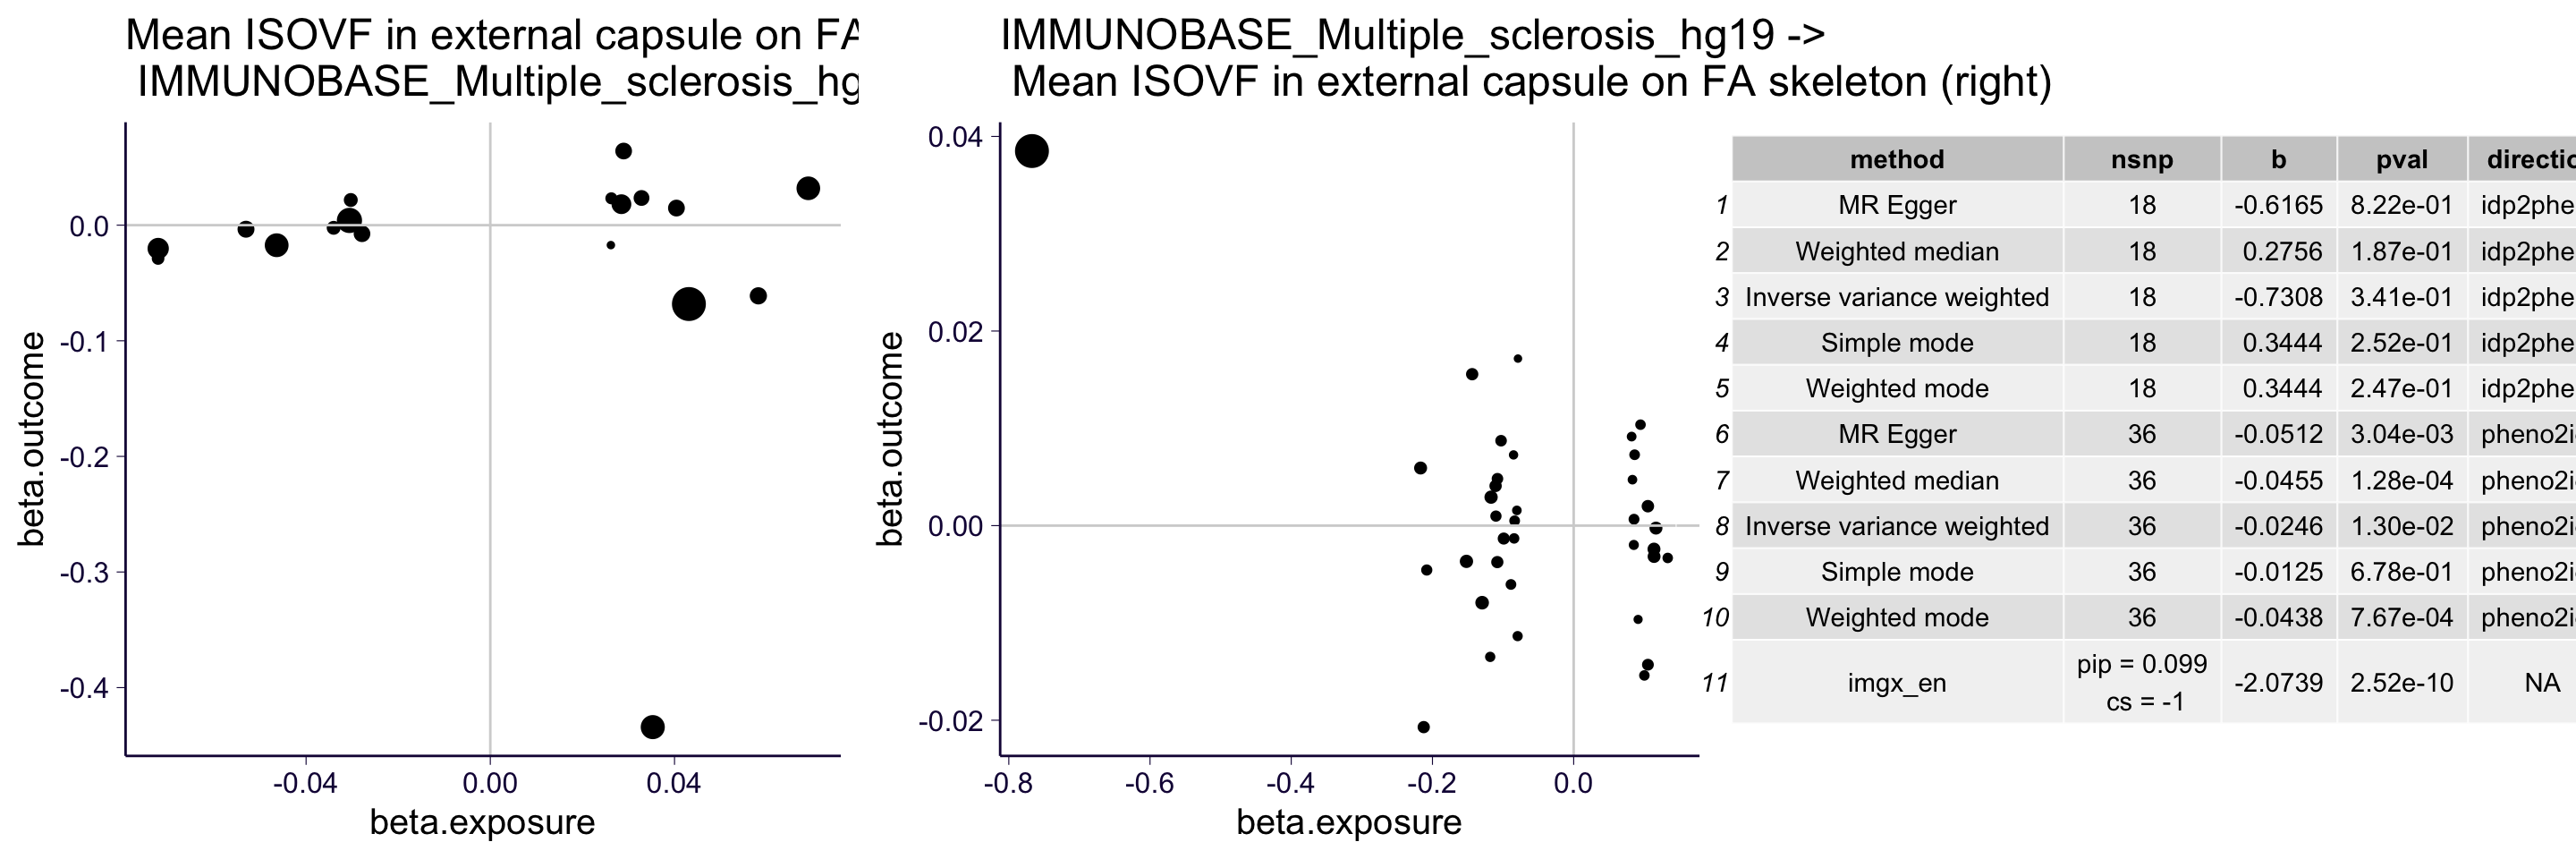 Mean ISOVF in external capsule on FA
IMMUNOBASE_Multiple_sclerosis_hg
0.0
-0.1
-0.2
-0.3
-0.4
beta.outcome
-0.04 0.00 0.04
beta.exposure
IMMUNOBASE_Multiple_sclerosis_hg19 ->
Mean ISOVF in external capsule on FA skeleton (right)
0.04
0.02
0.00
-0.02
beta.outcome
-0.8 -0.6 -0.4 -0.2 0.0
beta.exposure
method nsnp b pval directic
1 MR Egger 18 -0.6165 8.22e-01 idp2phe
2 Weighted median 18 0.2756 1.87e-01 idp2phe
3 Inverse variance weighted 18 -0.7308 3.41e-01 idp2phe
4 Simple mode 18 0.3444 2.52e-01 idp2phe
5 Weighted mode 18 0.3444 2.47e-01 idp2phe
6 MR Egger 36 -0.0512 3.04e-03 pheno2i
7 Weighted median 36 -0.0455 1.28e-04 pheno2i
8 Inverse variance weighted 36 -0.0246 1.30e-02 pheno2i
9 Simple mode 36 -0.0125 6.78e-01 pheno2i
10 Weighted mode 36 -0.0438 7.67e-04 pheno2i
11 imgx_en pip = 0.099 -2.0739 2.52e-10 NA
cs = -1